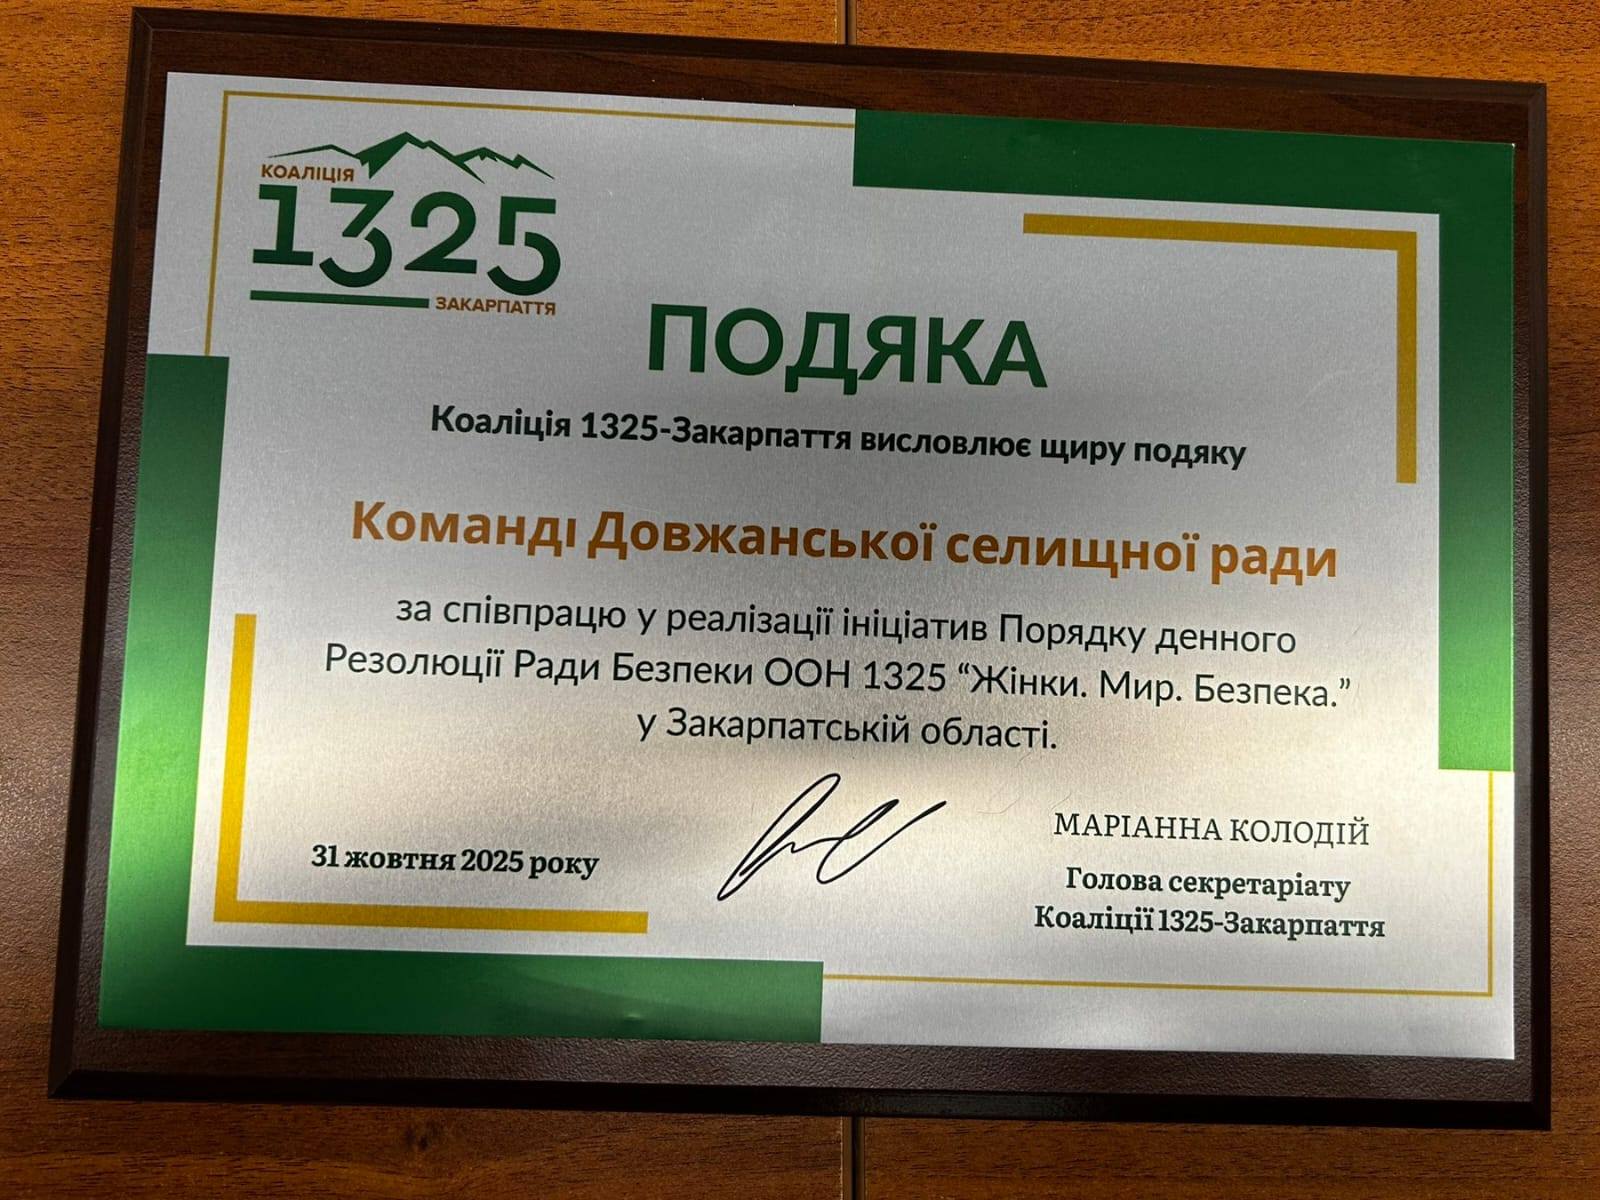 КОАЛІЦІЯ
1325
ЗАКАРПАТТЯ
ПОДЯКА
Коаліція 1325-Закарпаття висловлює щиру подяку
Команді Довжанської селищної ради
за співпрацю у реалізації ініціатив Порядку денного
Резолюції Ради Безпеки ООН 1325 “Жінки. Мир. Безпека.”
у Закарпатській області.
31 жовтня 2025 року
МАРІАННА КОЛОДІЙ
Голова секретаріату
Коаліції 1325-Закарпаття